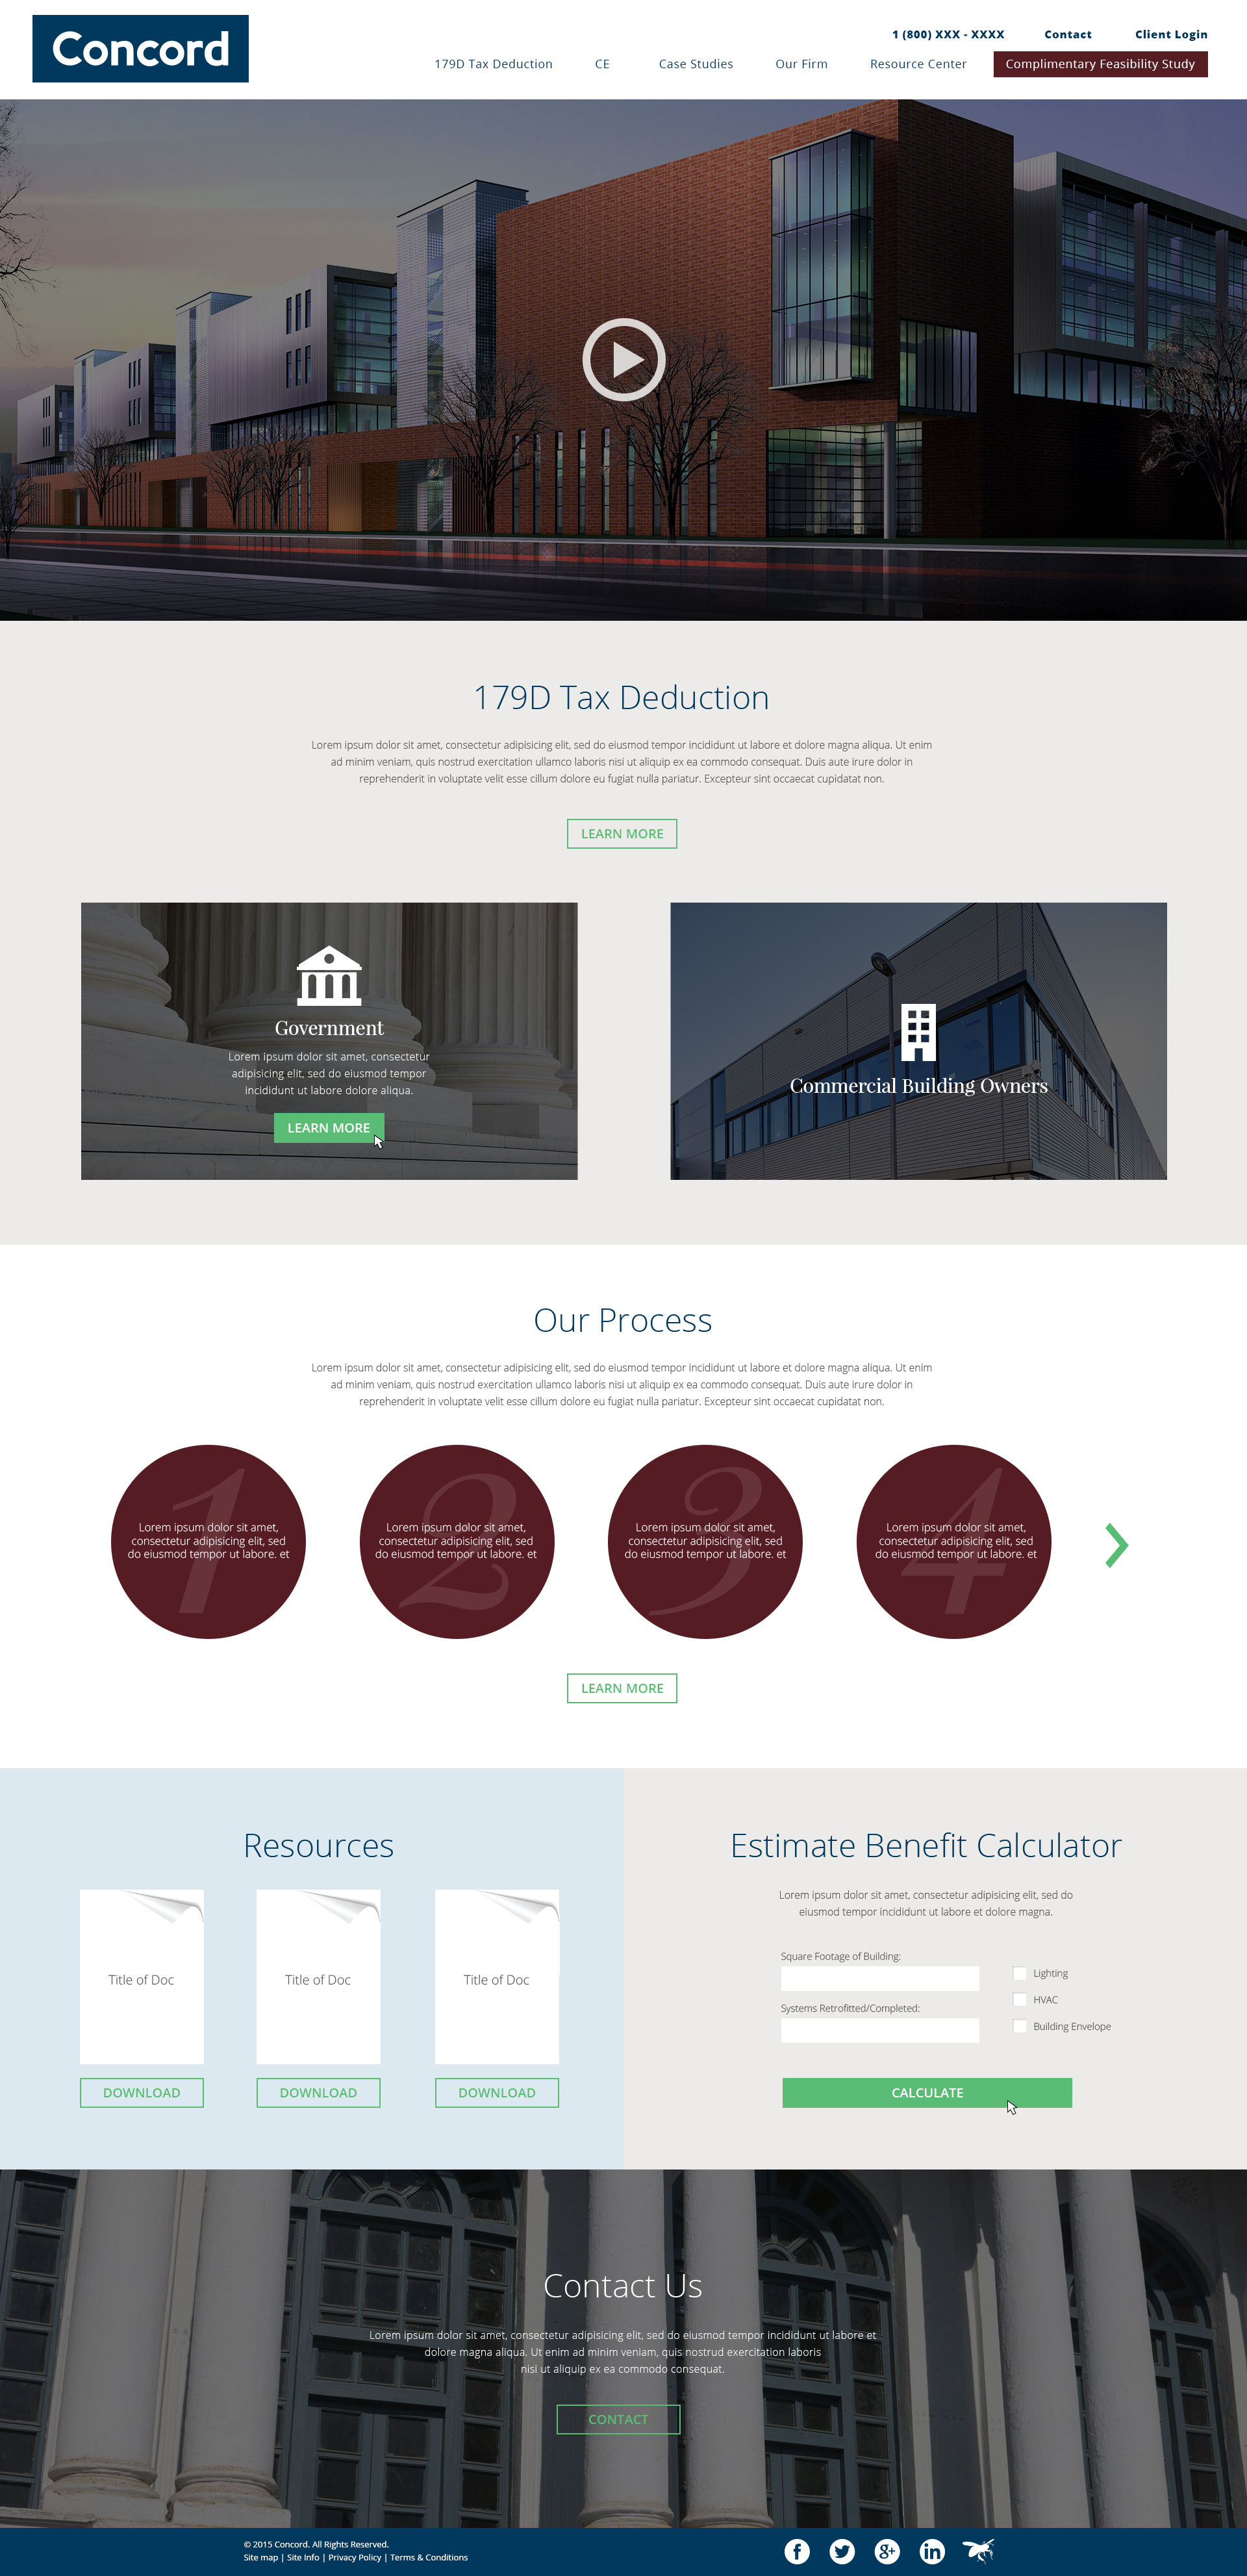 Concord
1 (800) XXX - XXXX
Contact
Client Login
179D Tax Deduction
CE
Case Studies
Our Firm
Resource Center
Complimentary Feasibility Study
179D Tax Deduction
Lorem ipsum dolor sit amet, consectetur adipisicing elit, sed do eiusmod tempor incididunt ut labore et dolore magna aliqua. Ut enim
ad minim veniam, quis nostrud exercitation ullamco laboris nisi ut aliquip ex ea commodo consequat. Duis aute irure dolor in
reprehenderit in voluptate velit esse cillum dolore eu fugiat nulla pariatur. Excepteur sint occaecat cupidatat non.
LEARN MORE
Government
Lorem ipsum dolor sit amet, consectetur
adipisicing elit, sed do eiusmod tempor
incididunt ut labore dolore aliqua.
LEARN MORE
Commercial Building Owners
Our Process
Lorem ipsum dolor sit amet, consectetur adipisicing elit, sed do eiusmod tempor incididunt ut labore et dolore magna aliqua. Ut enim
ad minim veniam, quis nostrud exercitation ullamco laboris nisi ut aliquip ex ea commodo consequat. Duis aute irure dolor in
reprehenderit in voluptate velit esse cillum dolore eu fugiat nulla pariatur. Excepteur sint occaecat cupidatat non.
1
Lorem ipsum dolor sit amet,
consectetur adipisicing elit, sed
do eiusmod tempor ut labore. et
2
Lorem ipsum dolor sit amet,
consectetur adipisicing elit, sed
do eiusmod tempor ut labore. et
3
Lorem ipsum dolor sit amet,
consectetur adipisicing elit, sed
do eiusmod tempor ut labore. et
4
Lorem ipsum dolor sit amet,
consectetur adipisicing elit, sed
do eiusmod tempor ut labore. et
LEARN MORE
Resources
Title of Doc
Title of Doc
Title of Doc
DOWNLOAD
DOWNLOAD
DOWNLOAD
Estimate Benefit Calculator
Lorem ipsum dolor sit amet, consectetur adipisicing elit, sed do
eiusmod tempor incididunt ut labore et dolore magna.
Square Footage of Building:
Systems Retrofitted/Completed:
Lighting
HVAC
Building Envelope
CALCULATE
Contact Us
Lorem ipsum dolor sit amet, consectetur adipisicing elit, sed do eiusmod tempor incididunt ut labore et
dolore magna aliqua. Ut enim ad minim veniam, quis nostrud exercitation laboris
nisi ut aliquip ex ea commodo consequat.
CONTACT
© 2015 Concord. All Rights Reserved.
Site map | Site Info | Privacy Policy | Terms & Conditions
f
g+
in